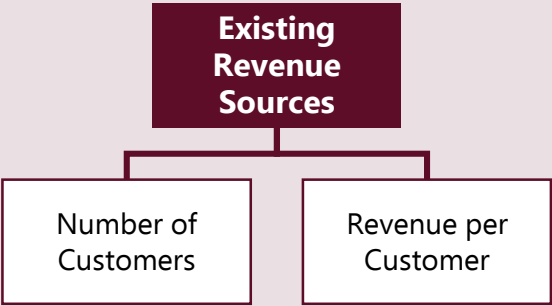 Existing
Revenue
Sources
Number of
Customers
Revenue per
Customer